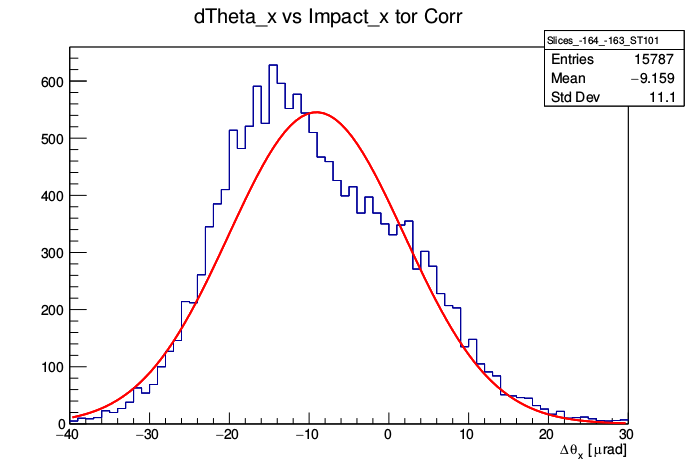 dTheta_x vs Impact_x tor Corr
Slices_-164_-163_ST101
Entries 15787
Mean −9.159
Std Dev 11.1
600
500
400
300
200
100
0
−40 −30 −20 −10 0 10 20 30
Δθx [μrad]